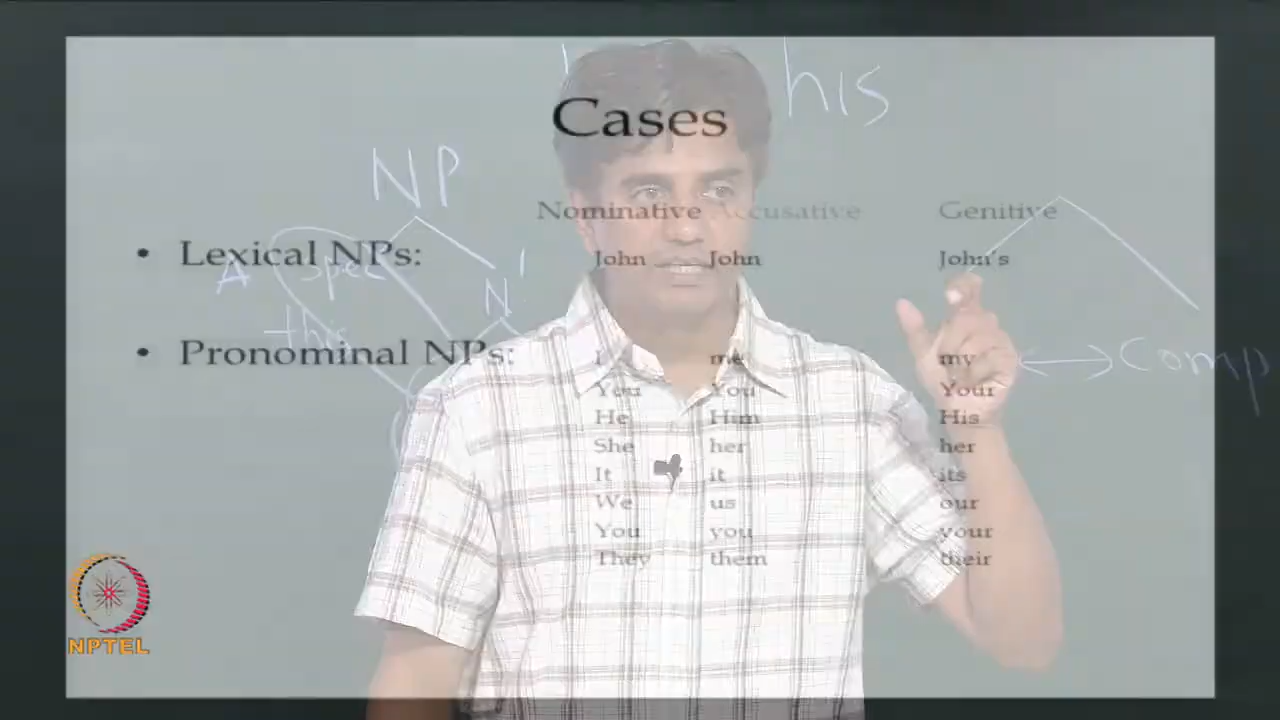 his
Cases
NP
Nominative Accusative Genitive
• Lexical NPs: John John John's
A Spec N'
this
• Pronominal NPs: I me my
Comp
You You Your
He Him His
She her her
It it its
We us our
You you your
They them their
NPTEL